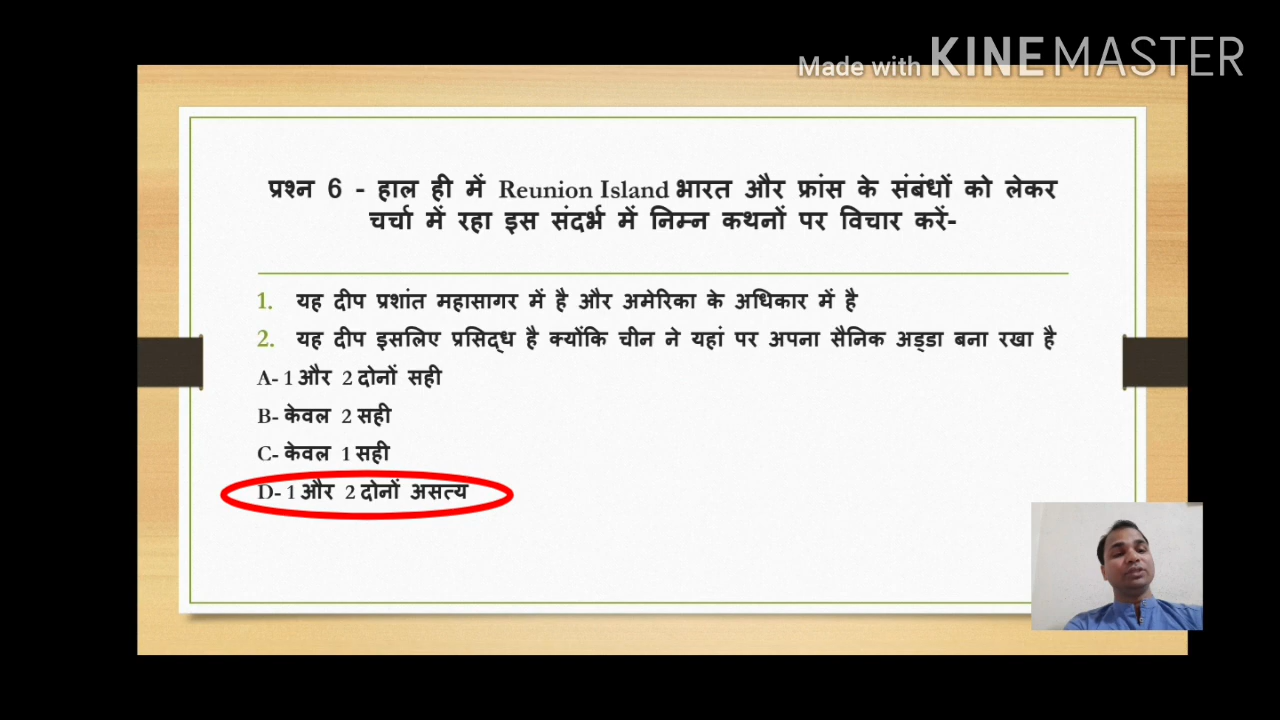 Made with KINEMASTER
प्रश्न 6 - हाल ही में Reunion Island भारत और फ्रांस के संबंधों को लेकर
चर्चा में रहा इस संदर्भ में निम्न कथनों पर विचार करें-
1. यह दीप प्रशांत महासागर में है और अमेरिका के अधिकार में है
2. यह दीप इसलिए प्रसिद्ध है क्योंकि चीन ने यहां पर अपना सैनिक अड्डा बना रखा है
A- 1 और 2 दोनों सही
B- केवल 2 सही
C- केवल 1 सही
D- 1 और 2 दोनों असत्य